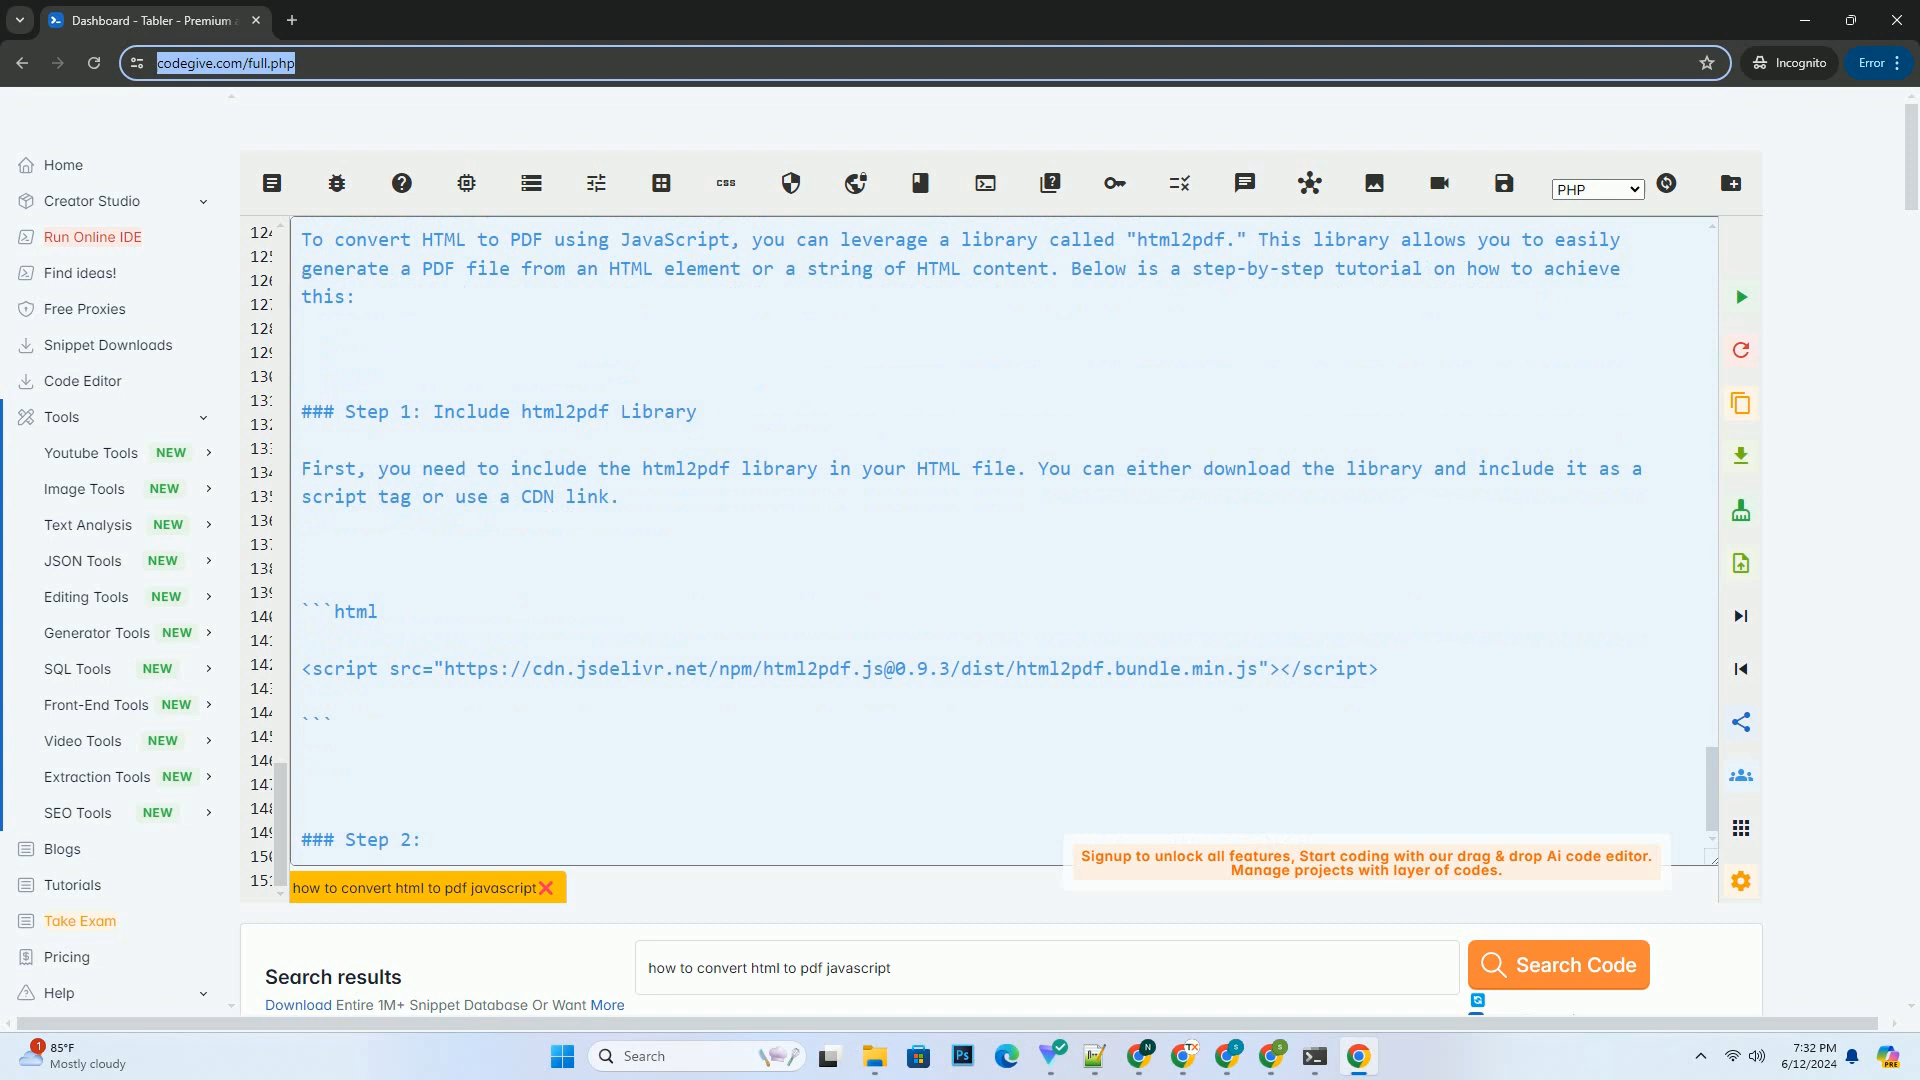 Dashboard - Tabler - Premium
codegive.com/full.php
Incognito
Error
Home
Creator Studio
Run Online IDE
Find ideas!
Free Proxies
Snippet Downloads
Code Editor
Tools
Youtube Tools NEW
Image Tools NEW
Text Analysis NEW
JSON Tools NEW
Editing Tools NEW
Generator Tools NEW
SQL Tools NEW
Front-End Tools NEW
Video Tools NEW
Extraction Tools NEW
SEO Tools NEW
Blogs
Tutorials
Take Exam
Pricing
Help
css
PHP
To convert HTML to PDF using JavaScript, you can leverage a library called "html2pdf." This library allows you to easily
generate a PDF file from an HTML element or a string of HTML content. Below is a step-by-step tutorial on how to achieve
this:
### Step 1: Include html2pdf Library
First, you need to include the html2pdf library in your HTML file. You can either download the library and include it as a
script tag or use a CDN link.
```html
<script src="https://cdn.jsdelivr.net/npm/html2pdf.js@0.9.3/dist/html2pdf.bundle.min.js"></script>
```
### Step 2:
Signup to unlock all features, Start coding with our drag & drop Ai code editor.
Manage projects with layer of codes.
how to convert html to pdf javascript
Search results
how to convert html to pdf javascript
Search Code
Download Entire 1M+ Snippet Database Or Want More
1
85°F
Mostly cloudy
Search
7:32 PM
6/12/2024